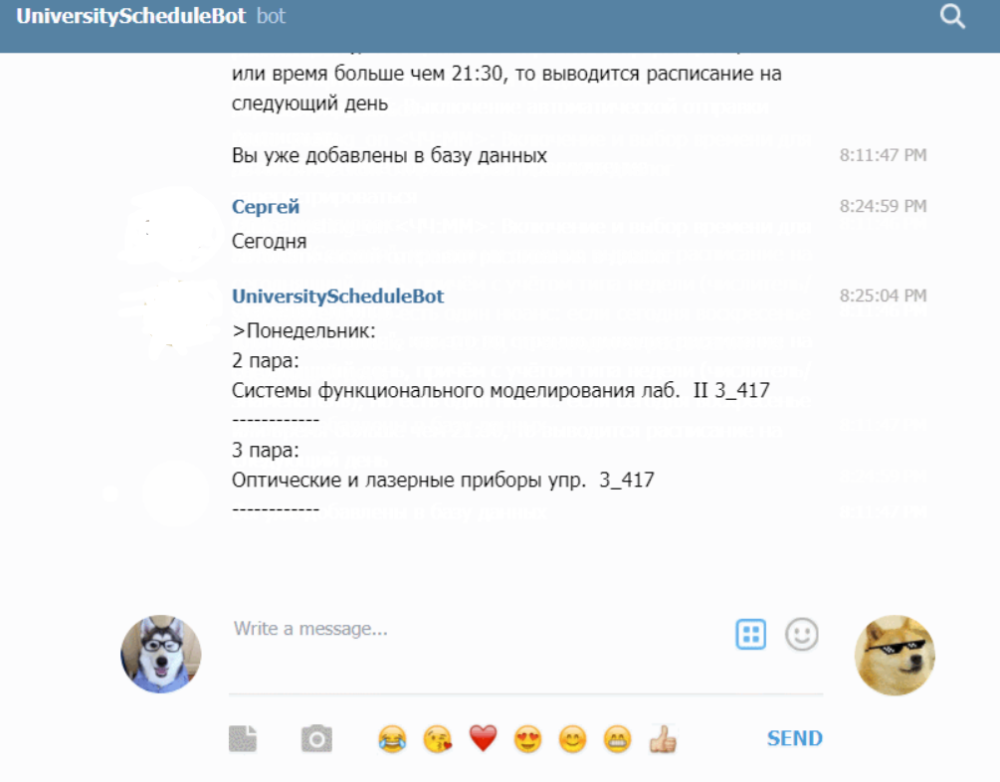 UniversityScheduleBot bot
или время больше чем 21:30, то выводится расписание на
следующий день
Вы уже добавлены в базу данных 8:11:47 PM
Сергей 8:24:59 PM
Сегодня
UniversityScheduleBot 8:25:04 PM
>Понедельник:
2 пара:
Системы функционального моделирования лаб. II 3_417
------------
3 пара:
Оптические и лазерные приборы упр. 3_417
------------
Write a message...
SEND